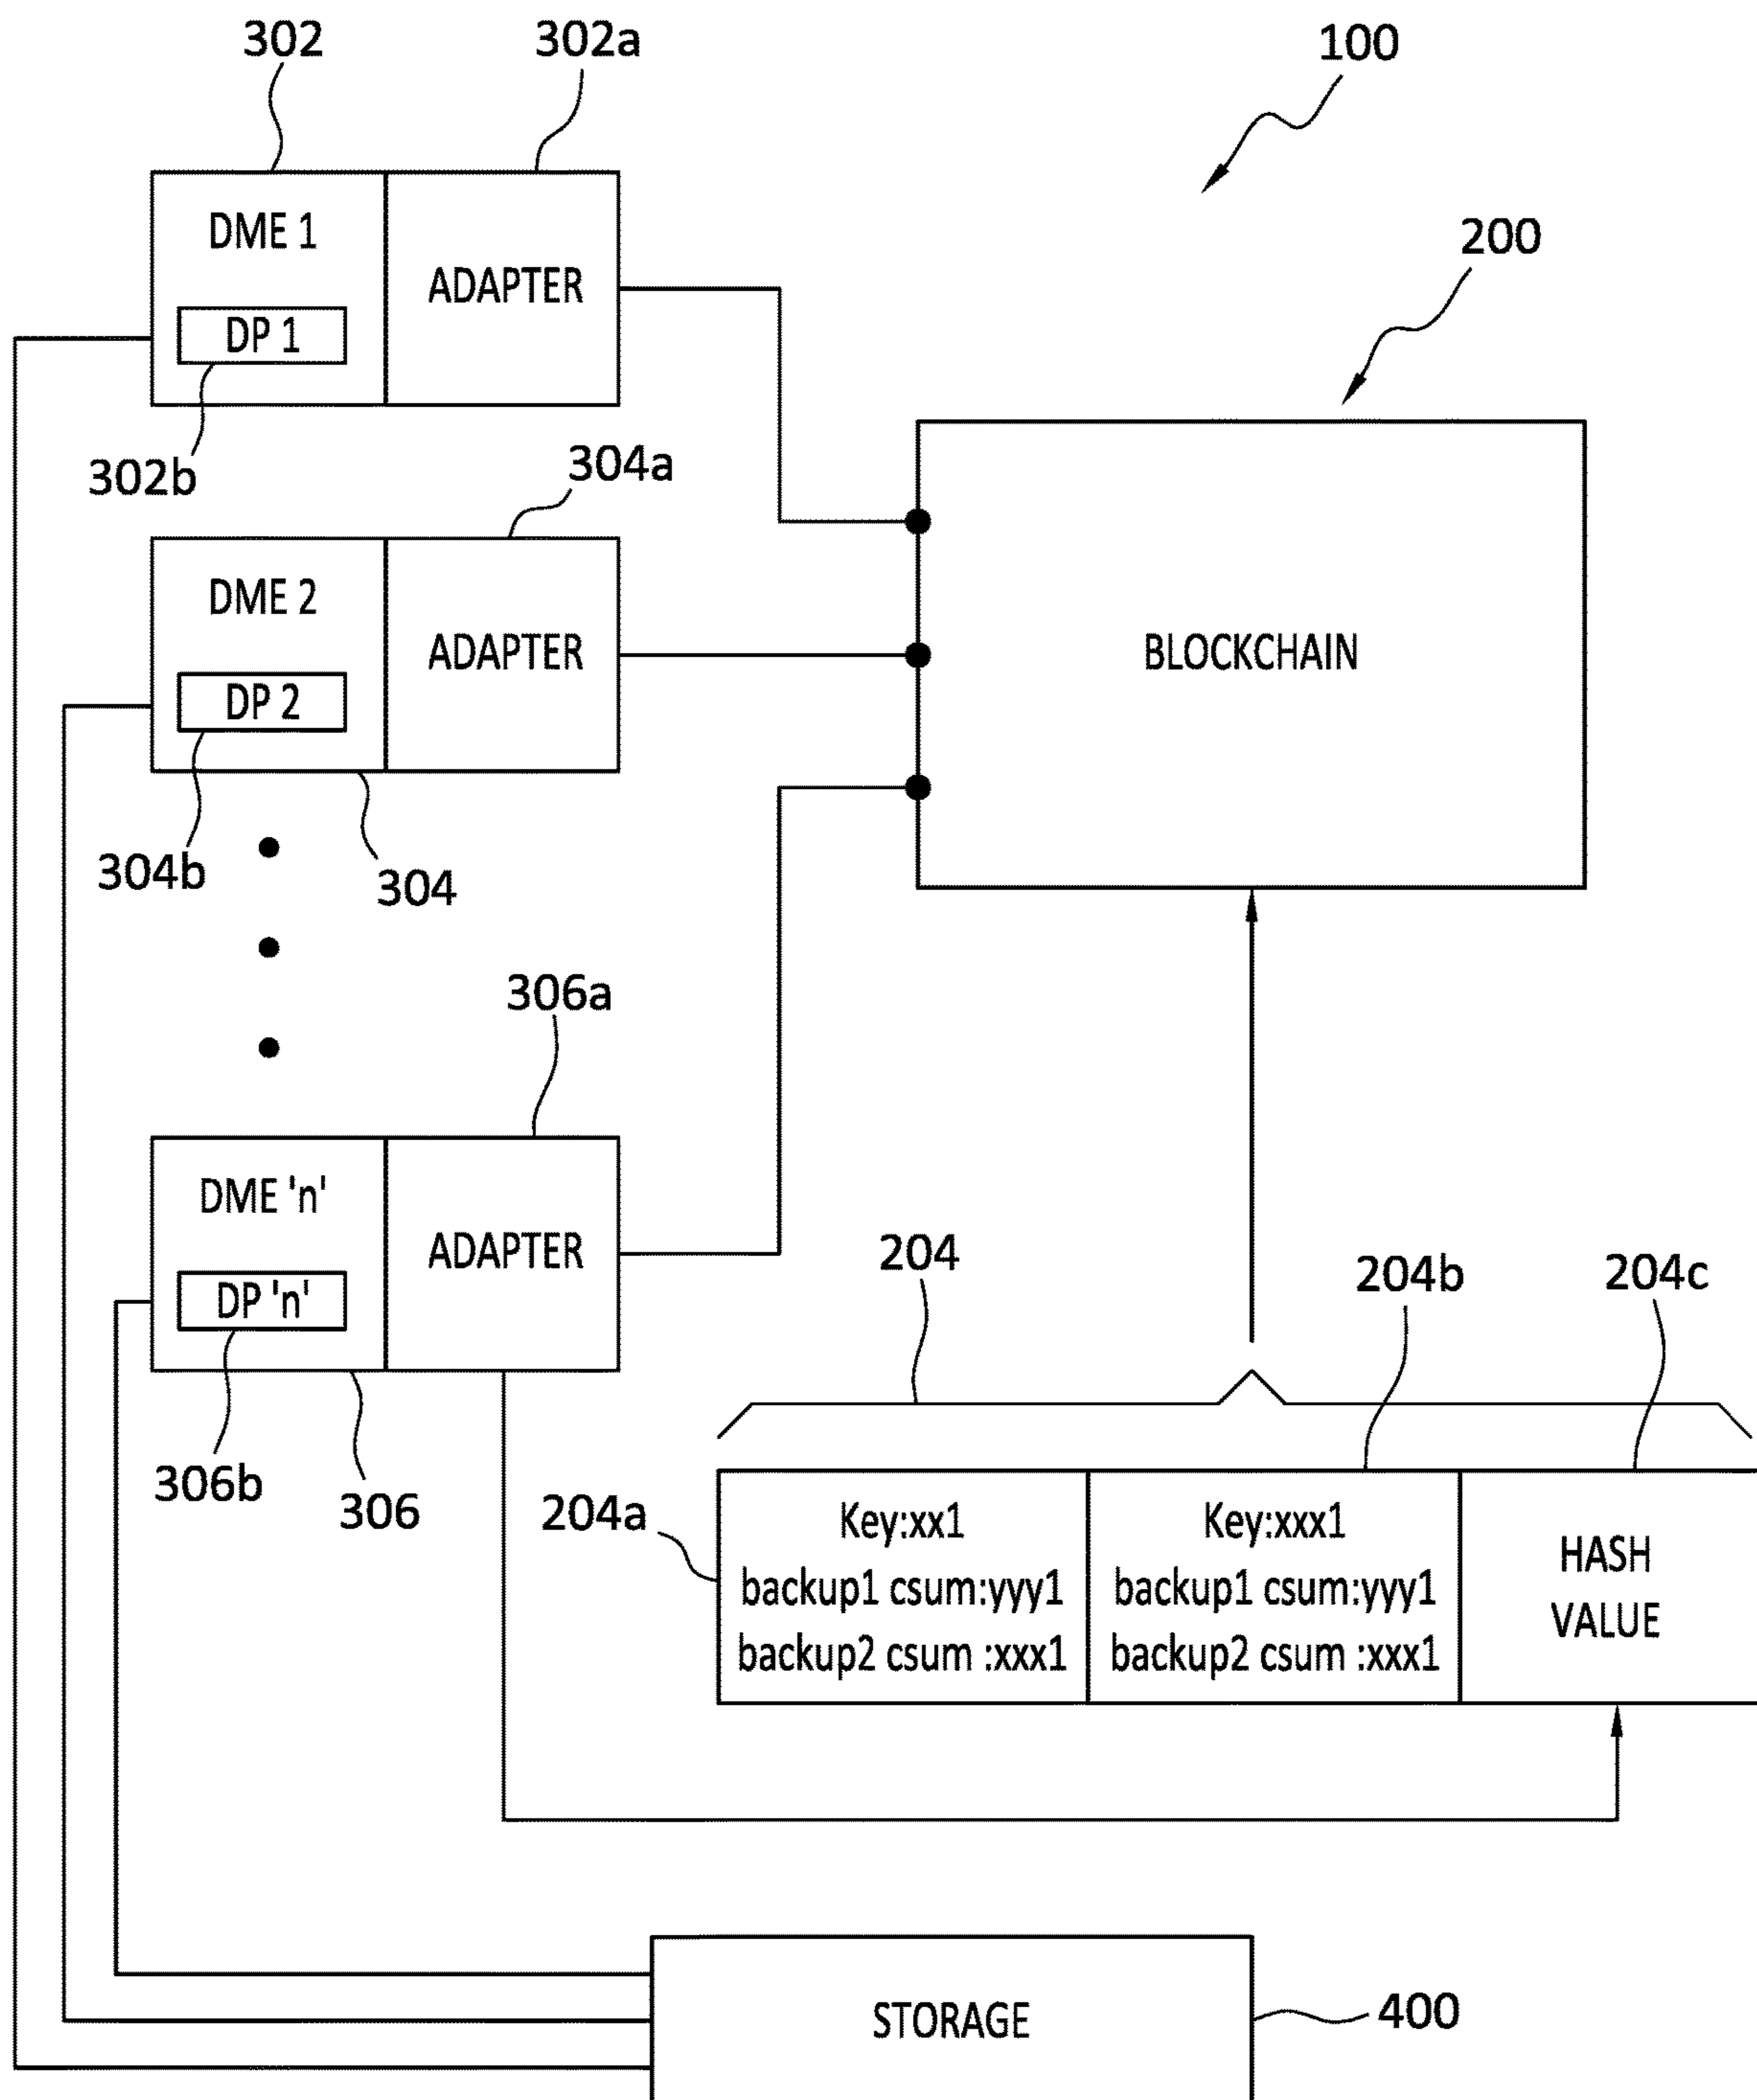 302
302a
100
200
DME 1
ADAPTER
DP 1
302b
304a
DME 2
ADAPTER
DP 2
BLOCKCHAIN
304b
304
306a
DME 'n'
ADAPTER
DP 'n'
306b
306
204
204b
204c
204a
Key:xx1
backup1 csum:yyy1
backup2 csum :xxx1
Key:xxx1
backup1 csum:yyy1
backup2 csum :xxx1
HASH
VALUE
STORAGE
400